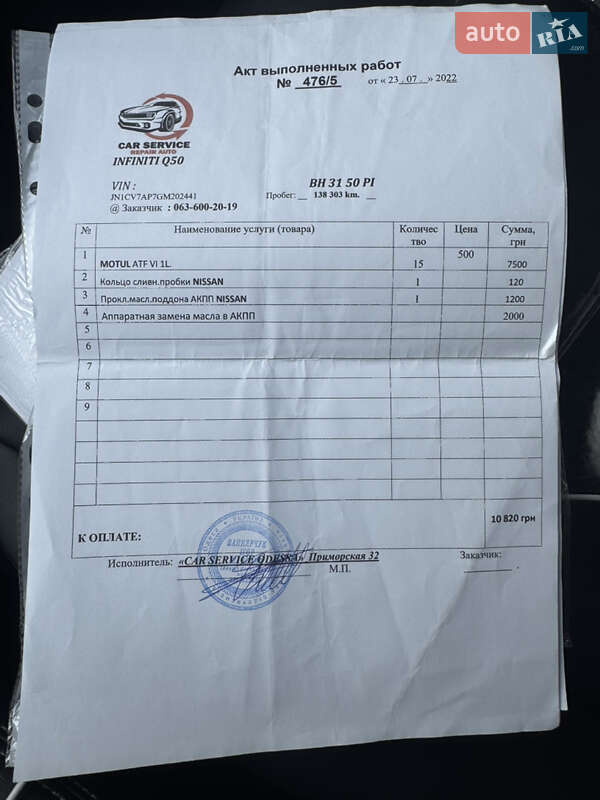 auto RIA .com
Акт выполненных работ
№ 476/5 от « 23 . 07 . » 2022
CAR SERVICE
REPAIR AUTO
INFINITI Q50
VIN :
JN1CV7AP7GM202441
@ Заказчик : 063-600-20-19
BH 31 50 PI
Пробег: __ 138 303 km. __
№ Наименование услуги (товара) Количес тво Цена Сумма, грн
1 MOTUL ATF VI 1L. 15 500 7500
2 Кольцо сливн.пробки NISSAN 1 120
3 Прокл.масл.поддона АКПП NISSAN 1 1200
4 Аппаратная замена масла в АКПП 2000
5
6
7
8
9
10 820 грн
К ОПЛАТЕ:
Исполнитель: «CAR SERVICE ODESSA» Приморская 32 Заказчик:
М.П.